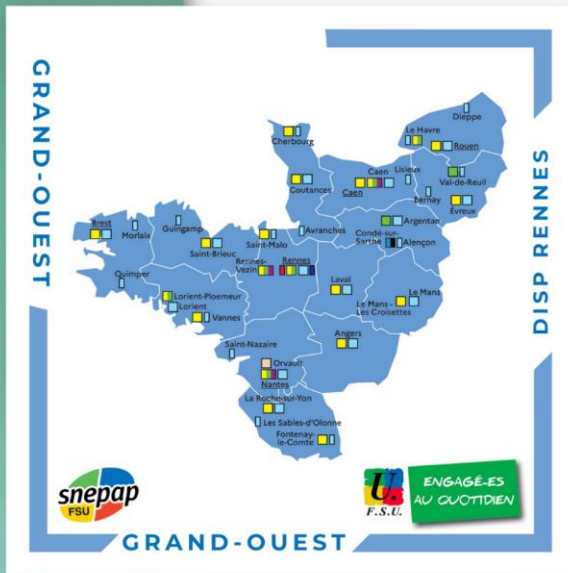 GRAND-OUEST
DISP RENNES
Dieppe
Le Havre
Rouen
Cherbourg
Caen
Lisieux
Caen
Val-de-Reuil
Coutances
Bernay
Évreux
Argentan
Avranches
Condé-sur-
Sarthe
Alençon
Brest
Morlaix
Guingamp
Saint-Malo
Saint-Brieuc
Rennes-
Vezin
Rennes
Quimper
Laval
Le Mans
Le Mans -
Les Croisettes
Lorient-Ploemeur
Lorient
Vannes
Angers
Saint-Nazaire
Orvault
Nantes
La Roche-sur-Yon
Les Sables-d'Olonne
Fontenay-
le-Comte
snepap
FSU
U.
F.S.U.
ENGAGÉ-ES
AU QUOTIDIEN
GRAND-OUEST